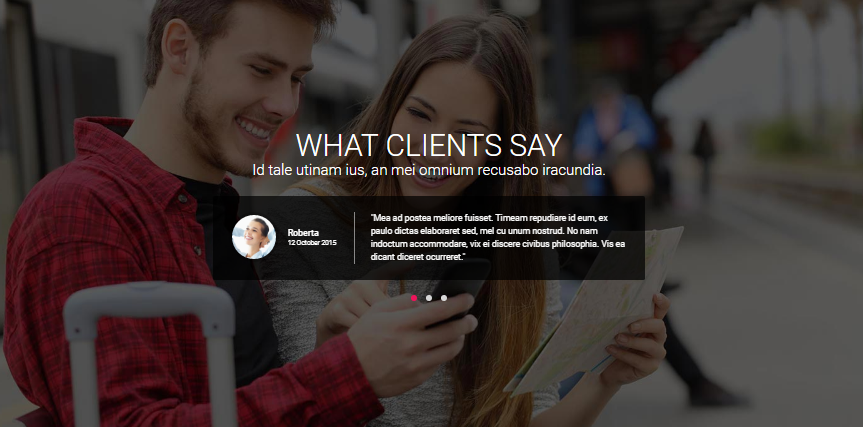 WHAT CLIENTS SAY
Id tale utinam ius, an mei omnium recusabo iracundia.
Roberta
12 October 2015
"Mea ad postea meliore fuisset. Timeam repudiare id eum, ex
paulo dictas elaboraret sed, mel cu unum nostrud. No nam
indoctum accommodare, vix ei discere civibus philosophia. Vis ea
dicant diceret ocurreret."